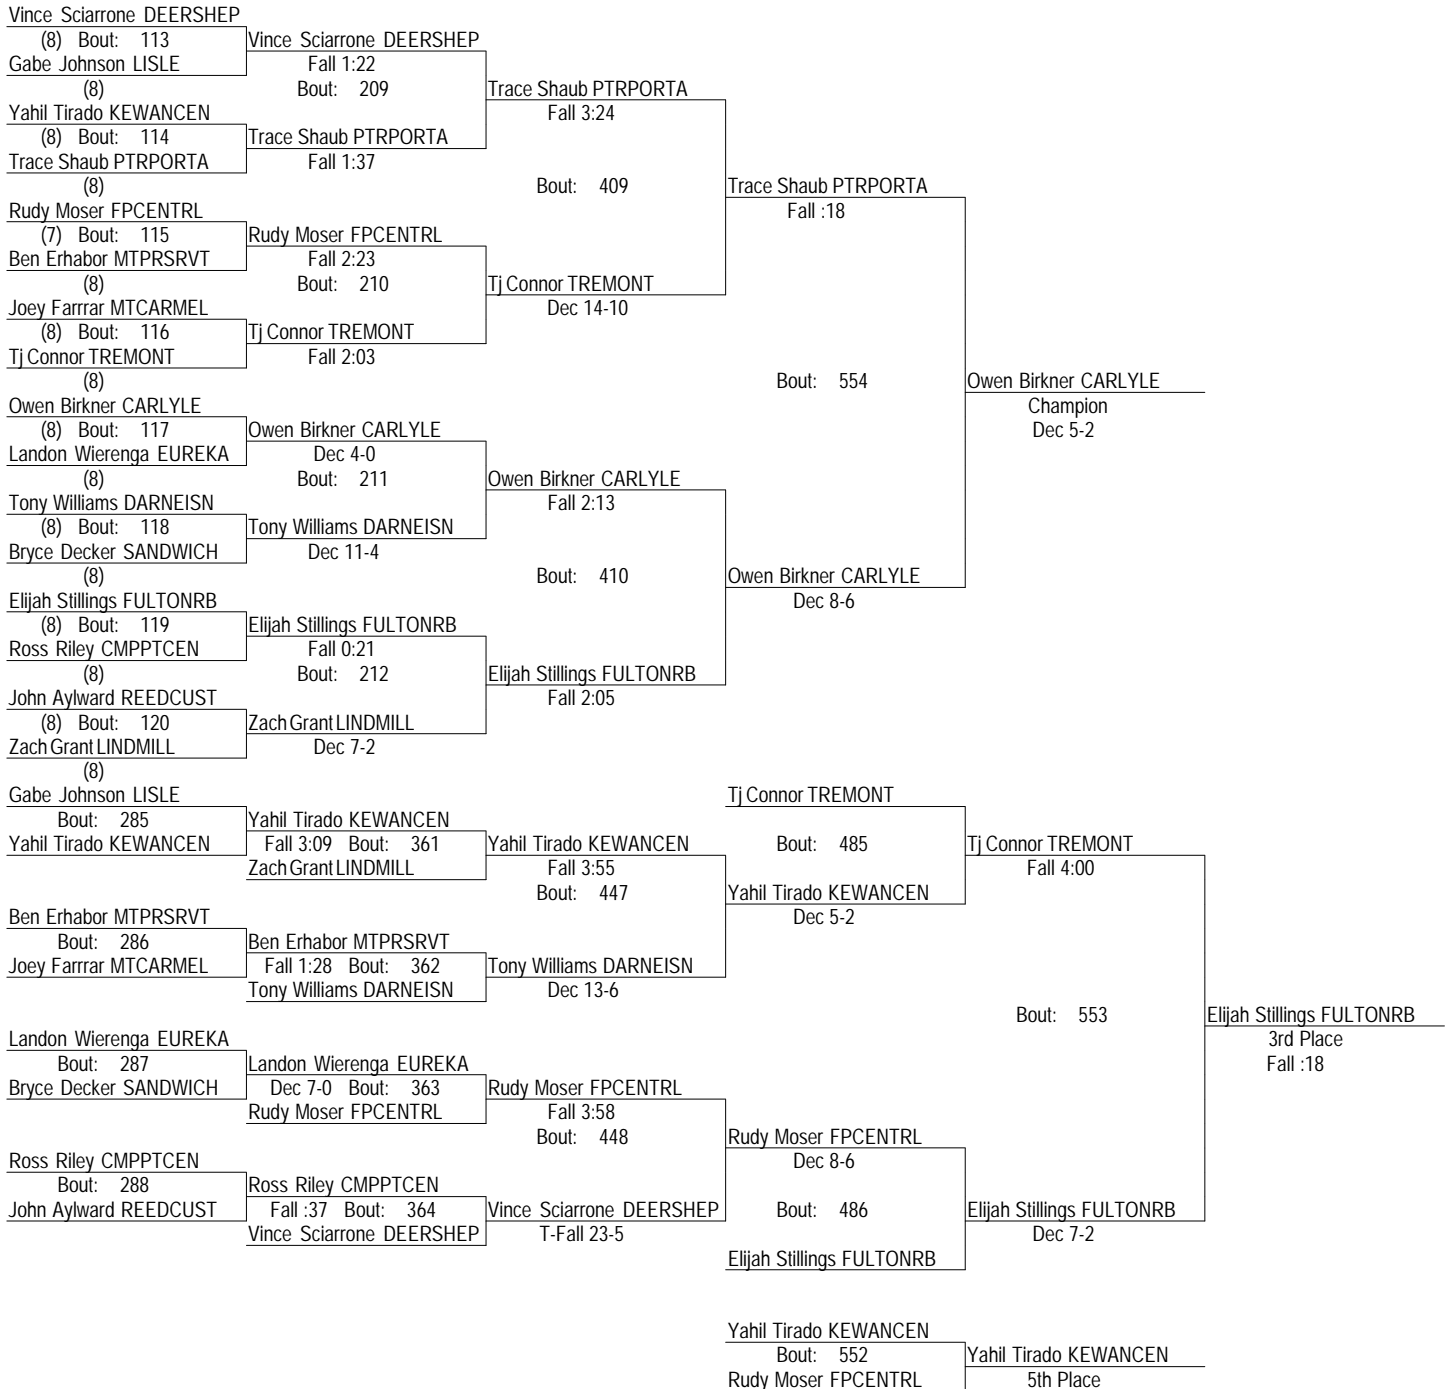 Vince Sciarrone DEERSHEP
(8) Bout: 113 Vince Sciarrone DEERSHEP
Gabe Johnson LISLE Fall 1:22
(8) Bout: 209 Trace Shaub PTRPORTA
Yahil Tirado KEWANCEN Fall 3:24
(8) Bout: 114 Trace Shaub PTRPORTA
Trace Shaub PTRPORTA Fall 1:37
(8) Bout: 409 Trace Shaub PTRPORTA
Rudy Moser FPCENTRL Fall :18
(7) Bout: 115 Rudy Moser FPCENTRL
Ben Erhabor MTPRSRVT Fall 2:23
(8) Bout: 210 Tj Connor TREMONT
Joey Farrrar MTCARMEL Dec 14-10
(8) Bout: 116 Tj Connor TREMONT
Tj Connor TREMONT Fall 2:03
(8) Bout: 554 Owen Birkner CARLYLE
Owen Birkner CARLYLE Champion
(8) Bout: 117 Owen Birkner CARLYLE Dec 5-2
Landon Wierenga EUREKA Dec 4-0
(8) Bout: 211 Owen Birkner CARLYLE
Tony Williams DARNEISN Fall 2:13
(8) Bout: 118 Tony Williams DARNEISN
Bryce Decker SANDWICH Dec 11-4
(8) Bout: 410 Owen Birkner CARLYLE
Elijah Stillings FULTONRB Dec 8-6
(8) Bout: 119 Elijah Stillings FULTONRB
Ross Riley CMPPTCEN Fall 0:21
(8) Bout: 212 Elijah Stillings FULTONRB
John Aylward REEDCUST Fall 2:05
(8) Bout: 120 Zach Grant LINDMILL
Zach Grant LINDMILL Dec 7-2
(8)
Gabe Johnson LISLE Tj Connor TREMONT
Bout: 285 Yahil Tirado KEWANCEN
Yahil Tirado KEWANCEN Fall 3:09 Bout: 361 Yahil Tirado KEWANCEN Bout: 485 Tj Connor TREMONT
Zach Grant LINDMILL Fall 3:55 Fall 4:00
Bout: 447 Yahil Tirado KEWANCEN
Ben Erhabor MTPRSRVT Dec 5-2
Bout: 286 Ben Erhabor MTPRSRVT
Joey Farrrar MTCARMEL Fall 1:28 Bout: 362 Tony Williams DARNEISN
Tony Williams DARNEISN Dec 13-6
Bout: 553 Elijah Stillings FULTONRB
Landon Wierenga EUREKA 3rd Place
Bout: 287 Landon Wierenga EUREKA Fall :18
Bryce Decker SANDWICH Dec 7-0 Bout: 363 Rudy Moser FPCENTRL
Rudy Moser FPCENTRL Fall 3:58
Bout: 448 Rudy Moser FPCENTRL
Ross Riley CMPPTCEN Dec 8-6
Bout: 288 Ross Riley CMPPTCEN
John Aylward REEDCUST Fall :37 Bout: 364 Vince Sciarrone DEERSHEP Bout: 486 Elijah Stillings FULTONRB
Vince Sciarrone DEERSHEP T-Fall 23-5 Dec 7-2
Elijah Stillings FULTONRB
Yahil Tirado KEWANCEN
Bout: 552 Yahil Tirado KEWANCEN
Rudy Moser FPCENTRL 5th Place